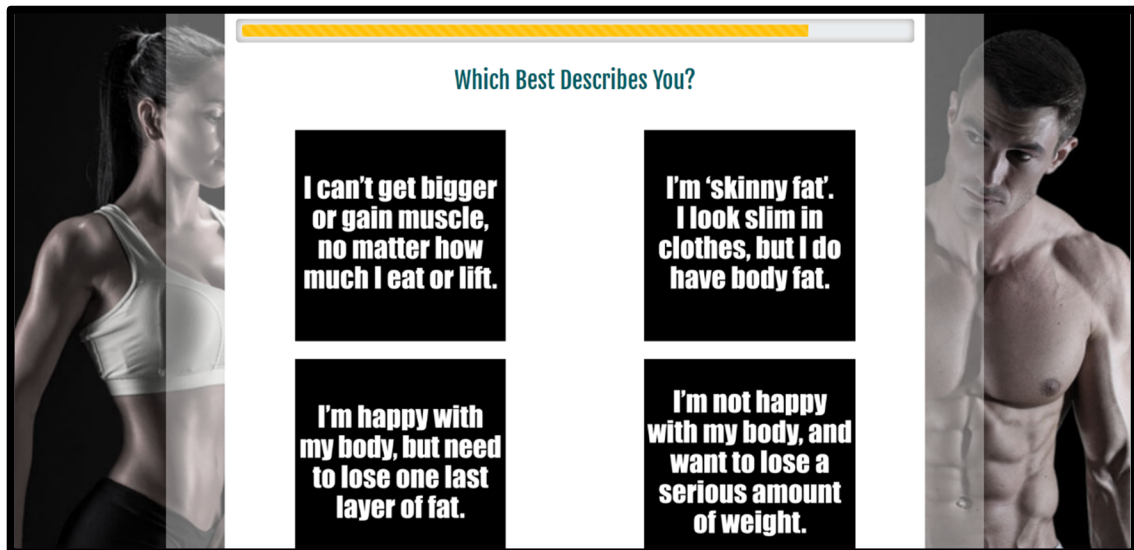 Which Best Describes You?
I can't get bigger
or gain muscle,
no matter how
much I eat or lift.
I'm ‘skinny fat’.
I look slim in
clothes, but I do
have body fat.
I'm happy with
my body, but need
to lose one last
layer of fat.
I'm not happy
with my body, and
want to lose a
serious amount
of weight.